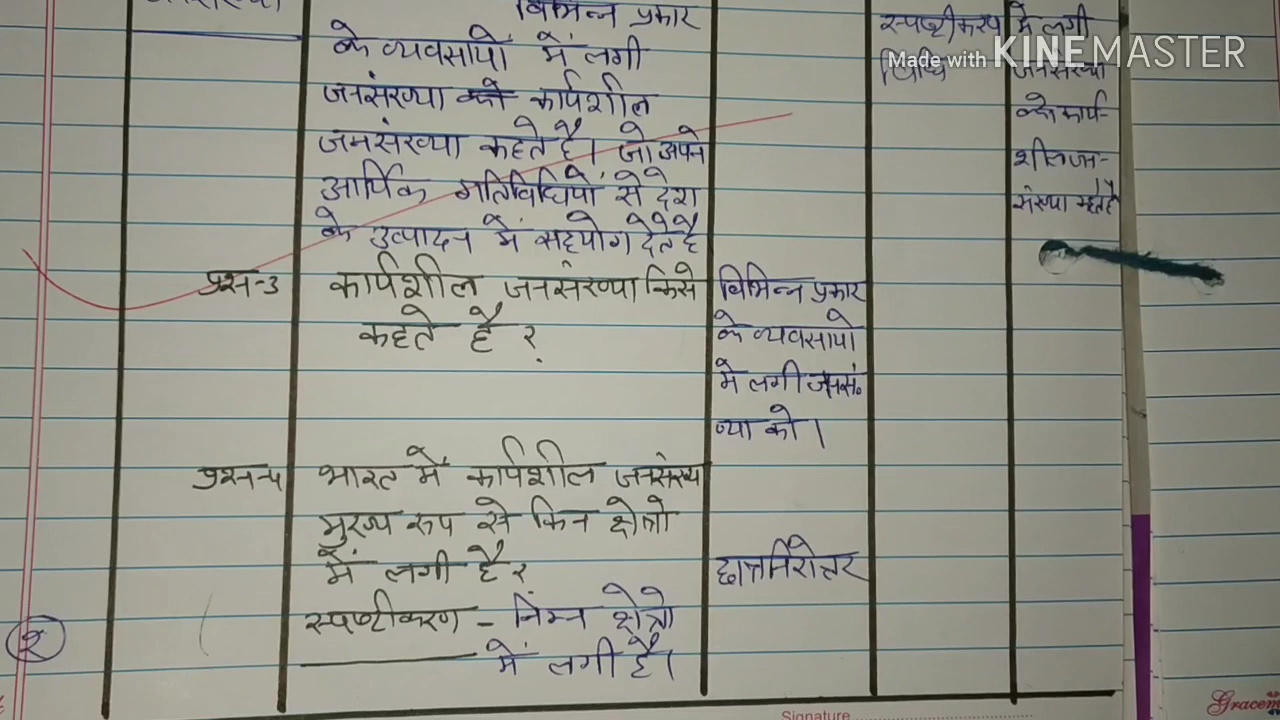 विभिन्न प्रकार
के व्यवसायों में लगी
जनसंख्या को कार्यशील
जनसंख्या कहते है। जो अपने
आर्थिक गतिविधियों से देश
के उत्पादन में सहयोग देते है
प्रश्न-3 कार्यशील जनसंख्या किसे
कहते है ?
विभिन्न प्रकार
के व्यवसायो
मे लगी जनसं.
ख्या को।
प्रश्न-4 भारत में कार्यशील जनसंख्य
मुख्य रुप से किन क्षेत्रो
में लगी है ?
छात्र निरोत्तर
स्पष्टीकरण - निम्न क्षेत्रो
में लगी है।
स्पष्टीकरण
विधि
मे लगी
जनसंख्या
को कार्य-
शील जन-
संख्या कहते है
२
Made with KINEMASTER
Signature